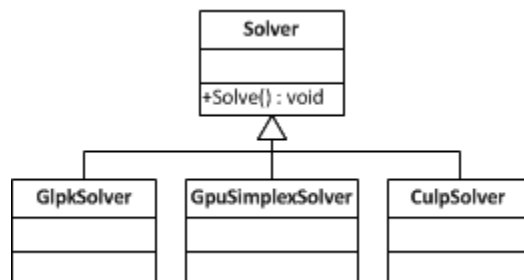 Solver
+Solve() : void
GlpkSolver
GpuSimplexSolver
CulpSolver